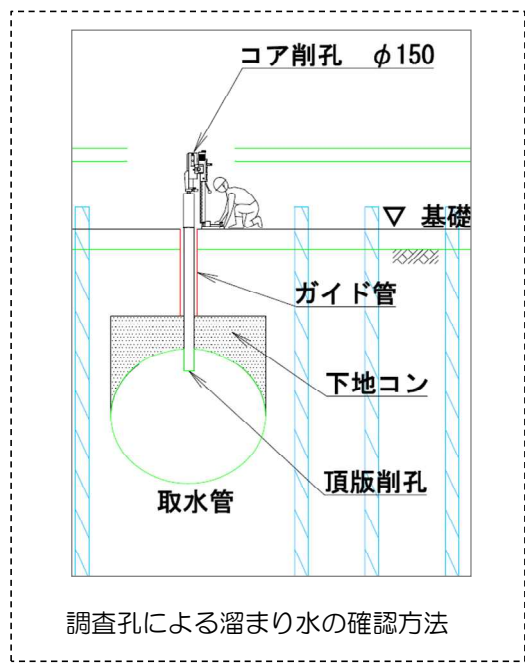 コア削孔 φ150
▽ 基礎
ガイド管
下地コン
頂版削孔
取水管
調査孔による溜まり水の確認方法